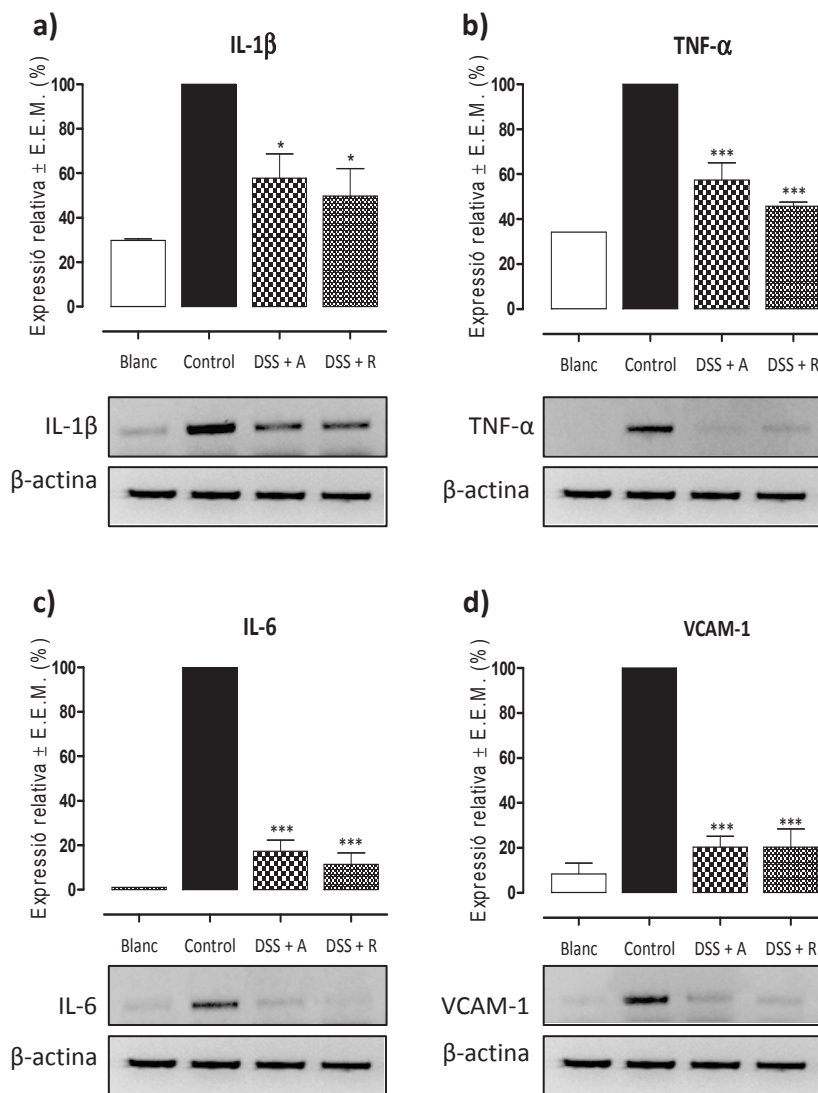 a)
IL-1β
Expressió relativa ± E.E.M. (%)
100
80
60
40
20
0
*
*
Blanc Control DSS + A DSS + R
IL-1β
β-actina
b)
TNF-α
Expressió relativa ± E.E.M. (%)
100
80
60
40
20
0
***
***
Blanc Control DSS + A DSS + R
TNF-α
β-actina
c)
IL-6
Expressió relativa ± E.E.M. (%)
100
80
60
40
20
0
***
***
Blanc Control DSS + A DSS + R
IL-6
β-actina
d)
VCAM-1
Expressió relativa ± E.E.M. (%)
100
80
60
40
20
0
***
***
Blanc Control DSS + A DSS + R
VCAM-1
β-actina